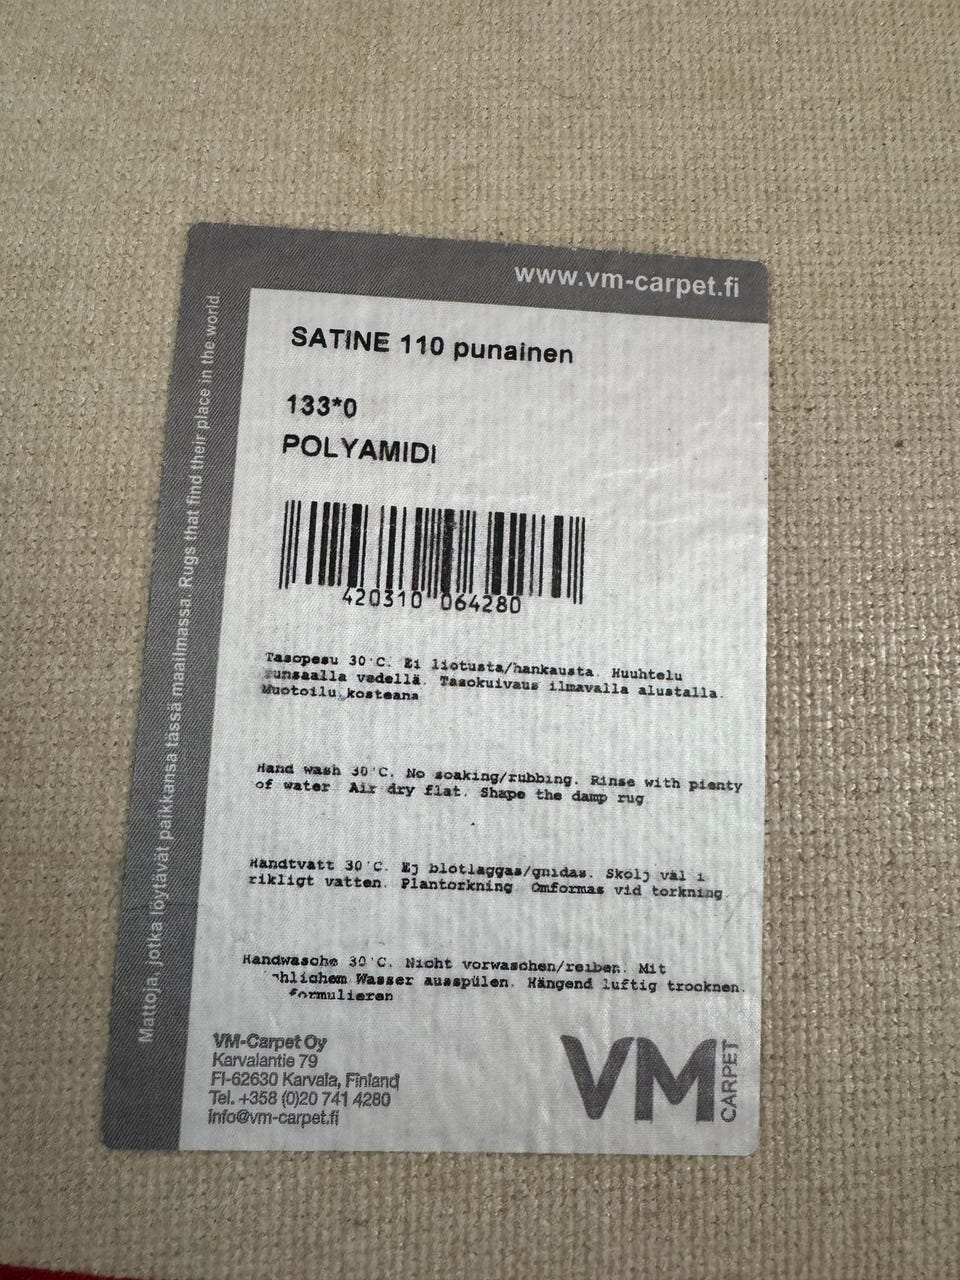 www.vm-carpet.fi
Mattoja, jotka löytävät paikkansa tässä maailmassa. Rugs that find their place in the world.
SATINE 110 punainen
133*0
POLYAMIDI
420310 064280
Tasopesu 30°C. Ei liotusta/hankausta. Huuhtelu
runsaalla vedellä. Tasokuivaus ilmavalla alustalla.
Muotoilu kosteana
Hand wash 30°C. No soaking/rubbing. Rinse with plenty
of water Air dry flat. Shape the damp rug
Handtvatt 30°C. Ej blotlaggas/gnidas. Skolj val i
rikligt vatten. Plantorkning Omformas vid torkning.
Handwasche 30°C. Nicht vorwaschen/reiben. Mit
Wasser ausspülen. Hängend luftig trocknen.
formulieren
VM-Carpet Oy
Karvalantie 79
FI-62630 Karvala, Finland
Tel. +358 (0)20 741 4280
info@vm-carpet.fi
VM
CARPET